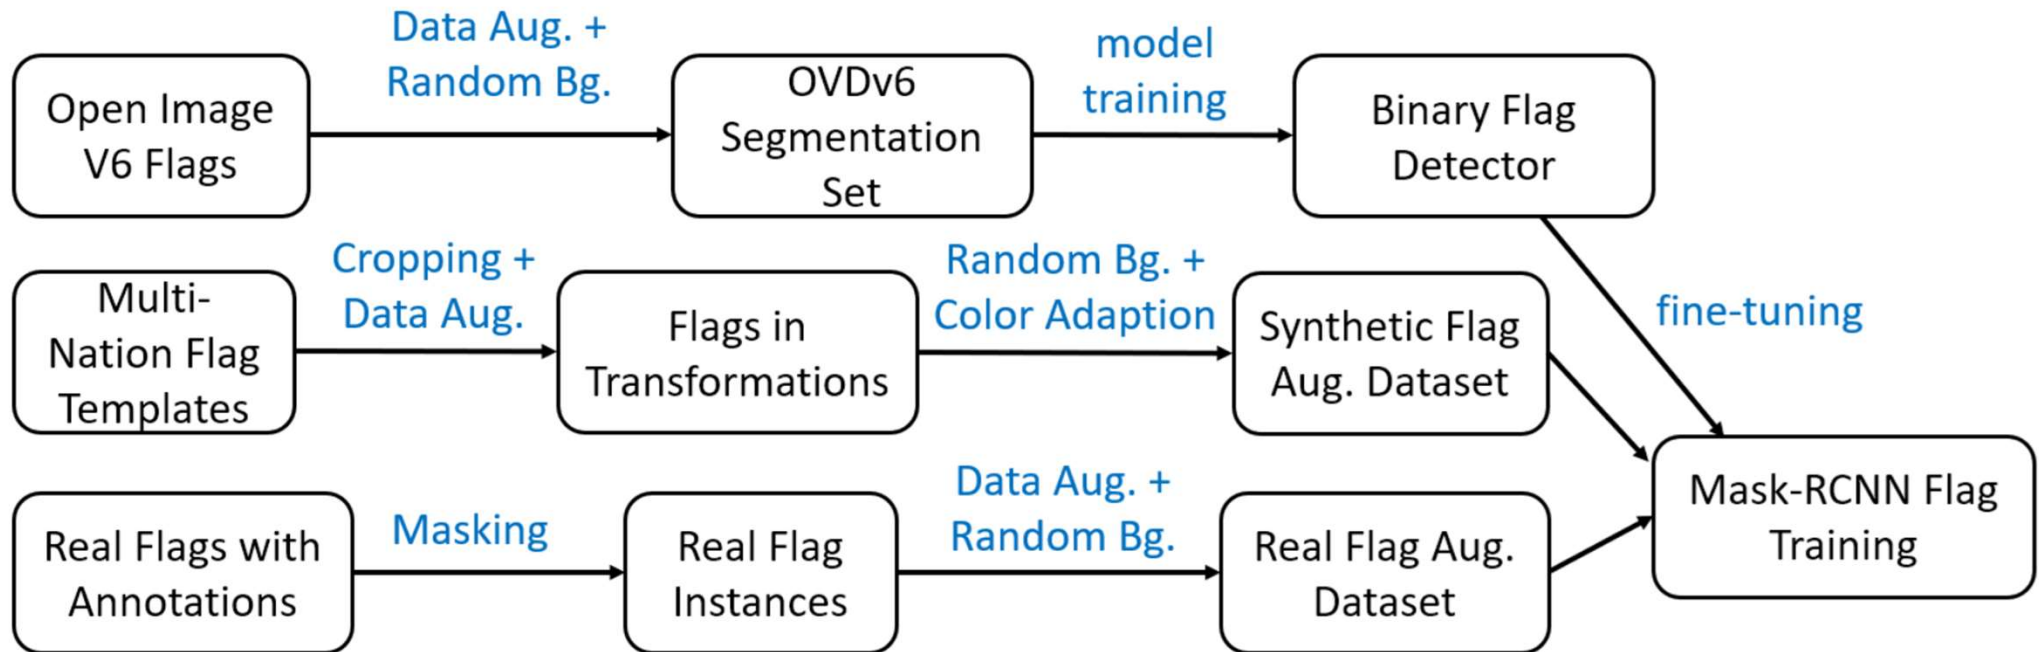 Data Aug. +
Random Bg.
model
training
Open Image
V6 Flags
OVDv6
Segmentation
Set
Binary Flag
Detector
Cropping +
Data Aug.
Random Bg. +
Color Adaption
fine-tuning
Multi-
Nation Flag
Templates
Flags in
Transformations
Synthetic Flag
Aug. Dataset
Masking
Data Aug. +
Random Bg.
Mask-RCNN Flag
Training
Real Flags with
Annotations
Real Flag
Instances
Real Flag Aug.
Dataset